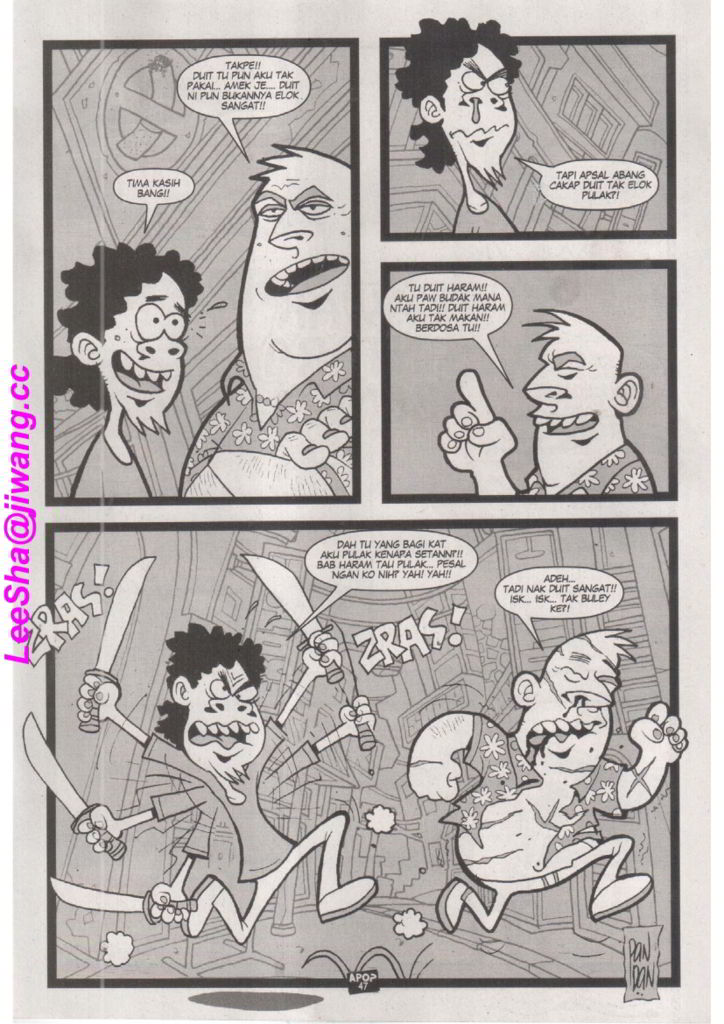 TAKPE!!
DUIT TU PUN AKU TAK
PAKAI... AMEK JE.... DUIT
NI PUN BUKANNYA ELOK
SANGAT!!
TIMA KASIH
BANG!!
TAPI APSAL ABANG
CAKAP DUIT TAK ELOK
PULAK?!
TU DUIT HARAM!!
AKU PAW BUDAK MANA
NTAH TADI!! DUIT HARAM
AKU TAK MAKAN!!
BERDOSA TU!!
DAH TU YANG BAGI KAT
AKU PULAK KENAPA SETANN?!!
BAB HARAM TAU PULAK... PESAL
NGAN KO NIH? YAH! YAH!!
ADEH...
TADI NAK DUIT SANGAT!!
ISK... ISK... TAK BULEY
KE?!
ZRAS!
ZRAS!
APOP
47
PAN
DAN
LeeSha@jiwang.cc